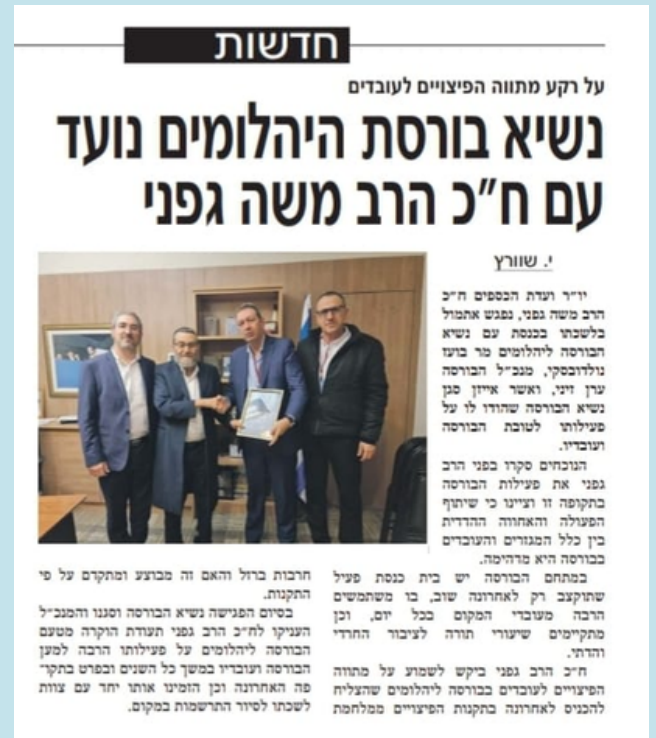 חדשות
על רקע מתווה הפיצויים לעובדים
נשיא בורסת היהלומים נועד
עם ח״כ הרב משה גפני
י. שוורץ
יו״ר ועדת הכספים ח״כ
הרב משה גפני, נפגש אתמול
בלשכתו בכנסת עם נשיא
הבורסה ליהלומים מר בועז
מולדובסקי, מנכ״ל הבורסה
ערן זיני, ואשר אייזן סגן
נשיא הבורסה שהודו לו על
פעילותו לטובת הבורסה
ועובדיו.
הנוכחים סקרו בפני הרב
גפני את פעילות הבורסה
בתקופה זו וציינו כי שיתוף
הפעולה והאחווה ההדדית
בין כלל המגזרים והעובדים
בבורסה היא מדהימה.
במתחם הבורסה יש בית כנסת פעיל
שתוקצב רק לאחרונה שוב, בו משתמשים
הרבה מעובדי המקום בכל יום, וכן
מתקיימים שיעורי תורה לציבור החרדי
והדתי.
ח״כ הרב גפני ביקש לשמוע על מתווה
הפיצויים לעובדים בבורסה ליהלומים שהצליח
להכניס לאחרונה בתקנות הפיצויים ממלחמת
חרבות ברזל והאם זה מבוצע ומתקדם על פי
התקנות.
בסיום הפגישה נשיא הבורסה וסגנו והמנכ״ל
העניקו לח״כ הרב גפני תעודת הוקרה מטעם
הבורסה ליהלומים על פעילותו הרבה למען
הבורסה ועובדיו במשך כל השנים ובפרט בתקו־
פה האחרונה וכן הזמינו אותו יחד עם צוות
לשכתו לסיור התרשמות במקום.